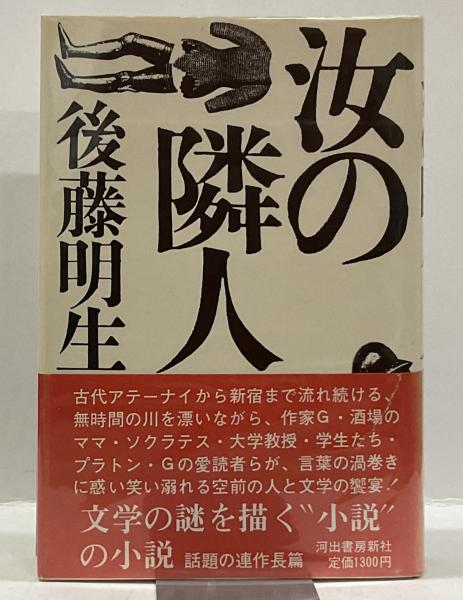 汝の
隣人
後藤明生
古代アテーナイから新宿まで流れ続ける、
無時間の川を漂いながら、作家G・酒場の
ママ・ソクラテス・大学教授・学生たち・
プラトン・Gの愛読者らが、言葉の渦巻き
に惑い笑い溺れる空前の人と文学の饗宴!
文学の謎を描く〝小説〟
の小説 話題の連作長篇
河出書房新社
定価1300円